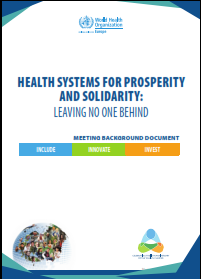 World Health
Organization
Europe
HEALTH SYSTEMS FOR PROSPERITY
AND SOLIDARITY:
LEAVING NO ONE BEHIND
MEETING BACKGROUND DOCUMENT
INCLUDE INNOVATE INVEST